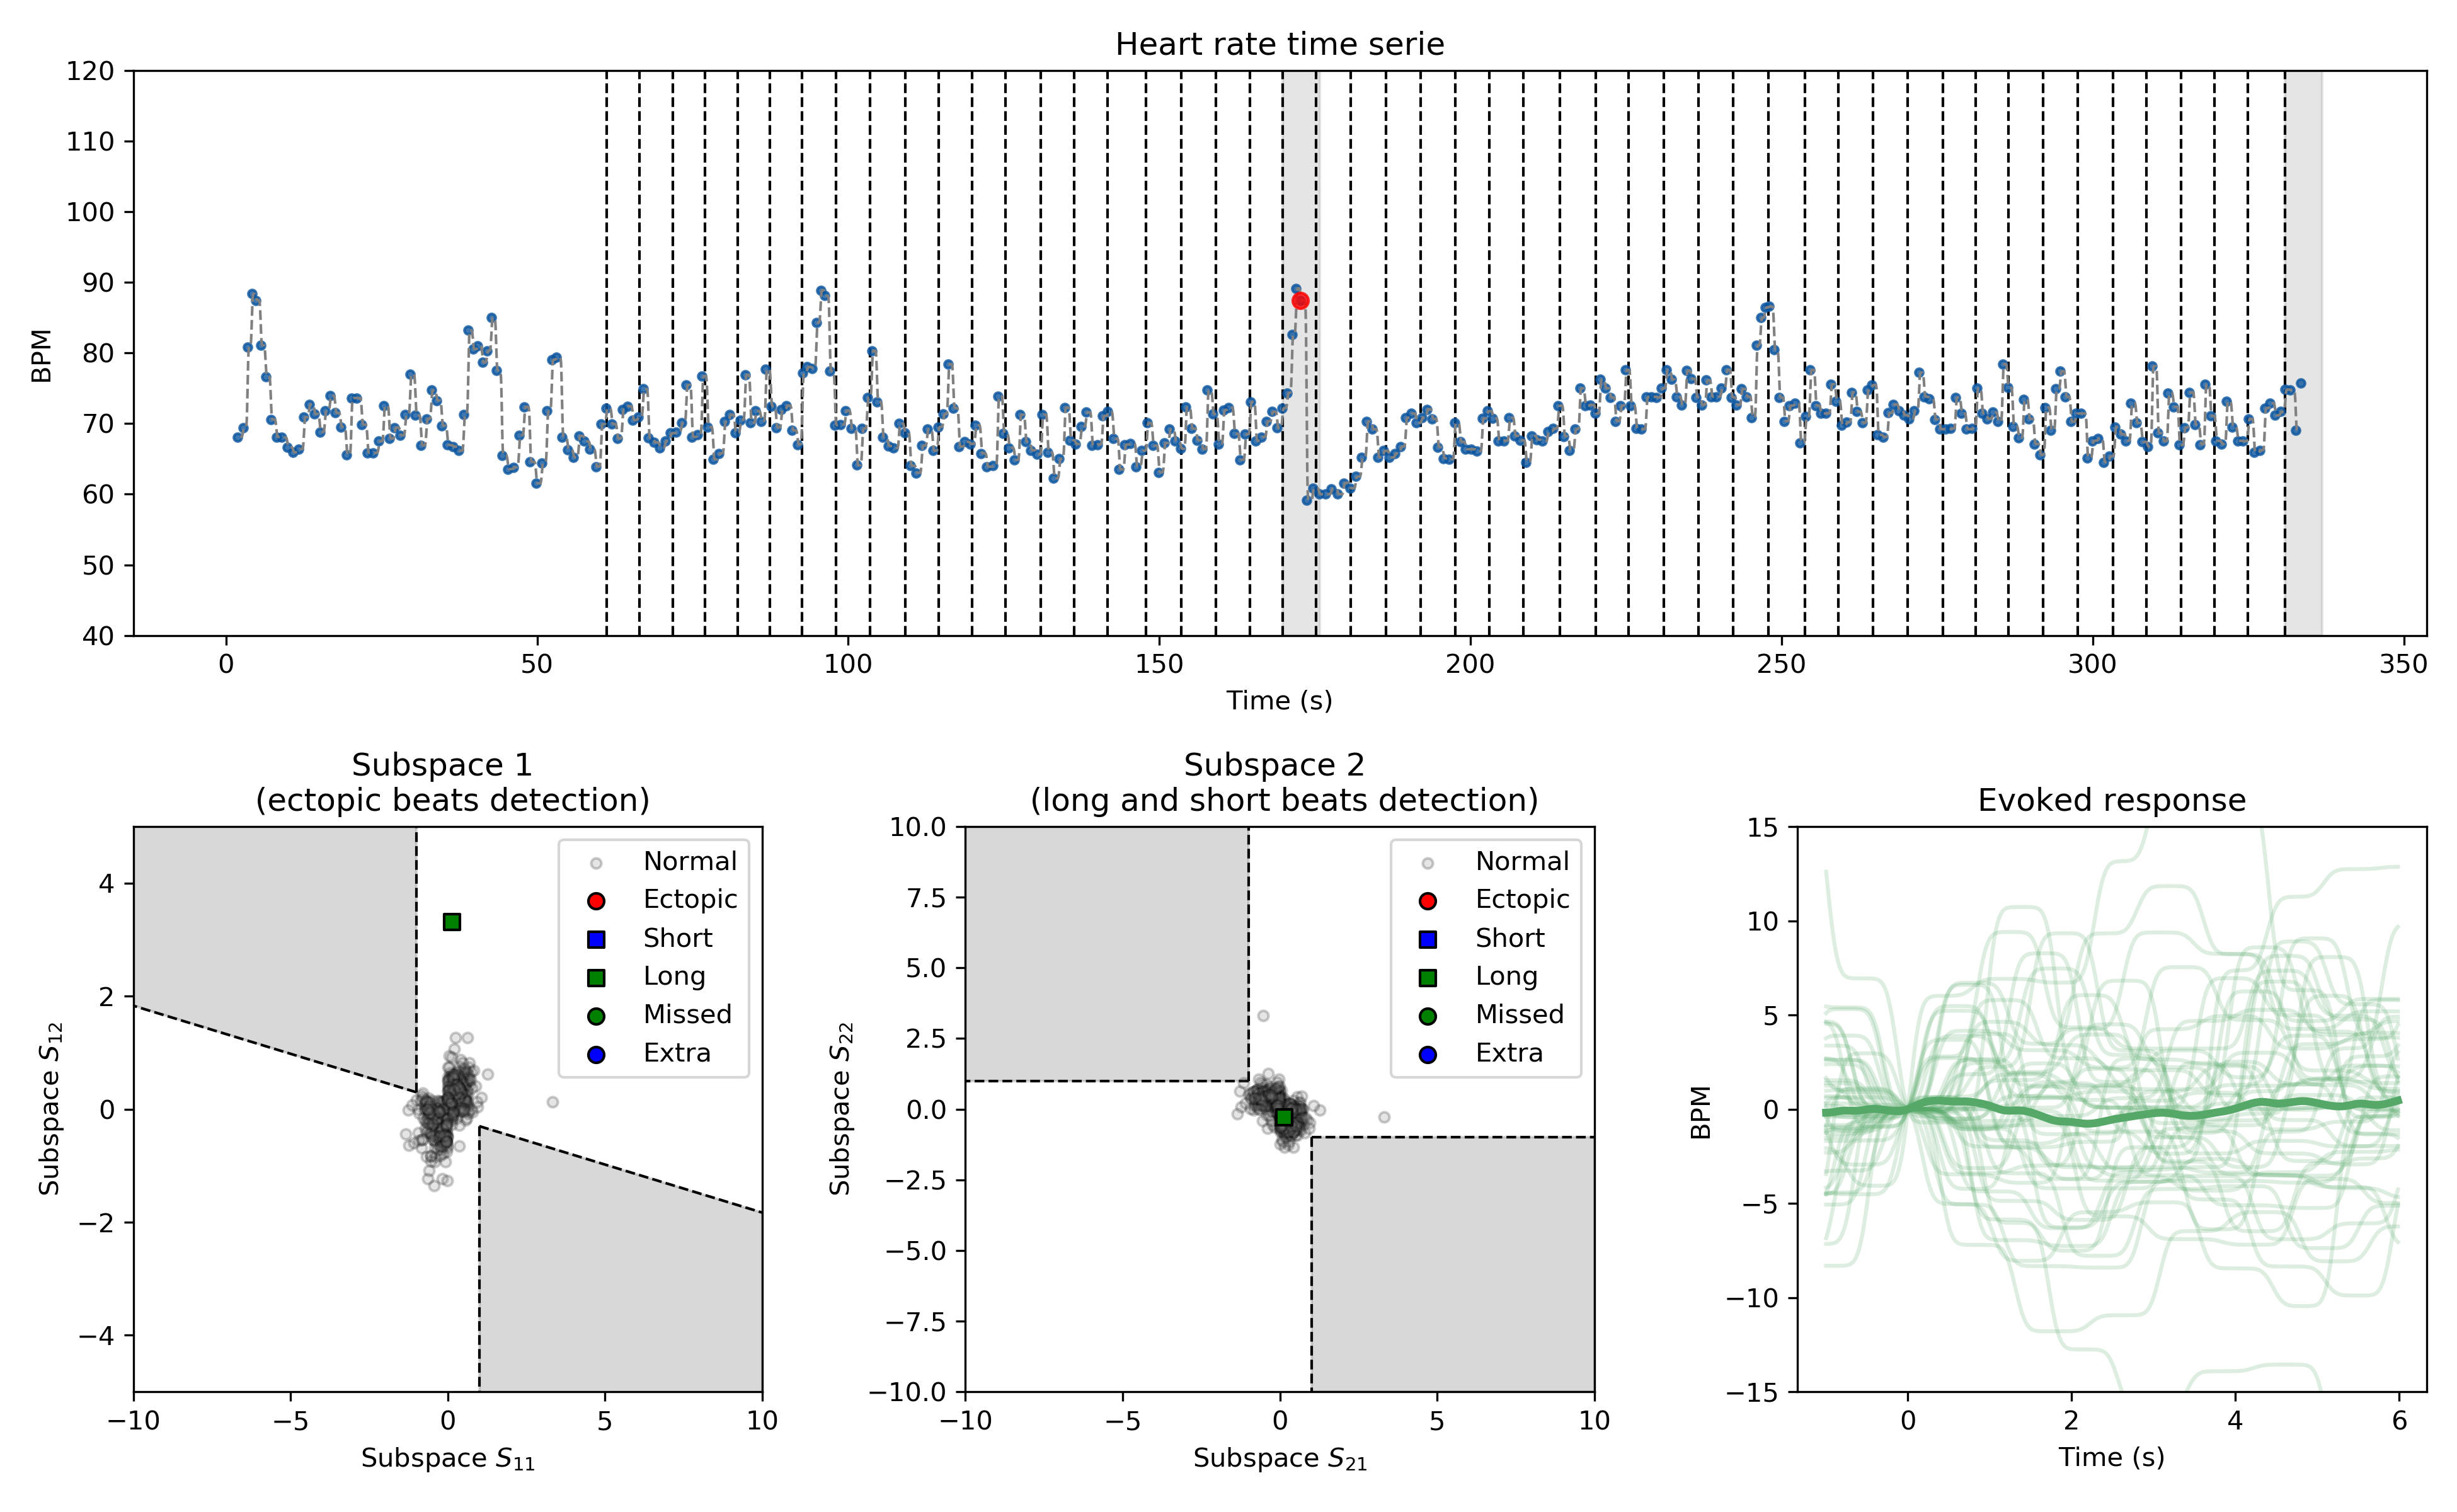 Heart rate time serie
120
110
100
90
80
70
60
50
40
BPM
0 50 100 150 200 250 300 350
Time (s)
Subspace 1
(ectopic beats detection)
4
2
0
−2
−4
Subspace S12
Normal
Ectopic
Short
Long
Missed
Extra
−10 −5 0 5 10
Subspace S11
Subspace 2
(long and short beats detection)
10.0
7.5
5.0
2.5
0.0
−2.5
−5.0
−7.5
−10.0
Subspace S22
Normal
Ectopic
Short
Long
Missed
Extra
−10 −5 0 5 10
Subspace S21
Evoked response
15
10
5
0
−5
−10
−15
BPM
0 2 4 6
Time (s)